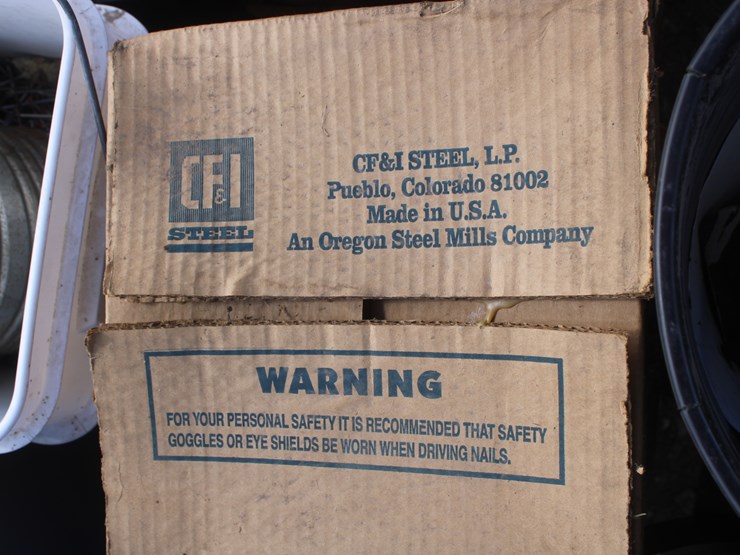 CF&I
STEEL
CF&I STEEL, L.P.
Pueblo, Colorado 81002
Made in U.S.A.
An Oregon Steel Mills Company
WARNING
FOR YOUR PERSONAL SAFETY IT IS RECOMMENDED THAT SAFETY
GOGGLES OR EYE SHIELDS BE WORN WHEN DRIVING NAILS.